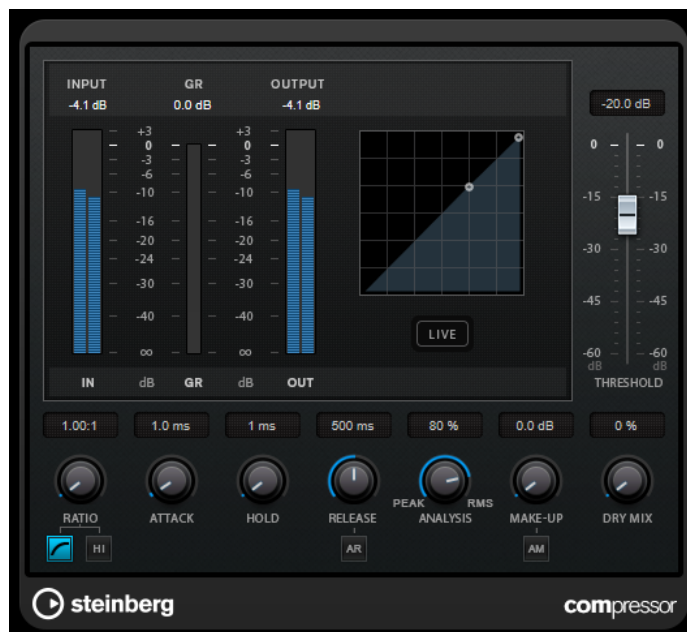 INPUT GR OUTPUT
-4.1 dB 0.0 dB -4.1 dB
-20.0 dB
+3 +3
0 0
-3 -3
-6 -6
-10 -10
-16 -16
-20 -20
-24 -24
-30 -30
-40 -40
∞ ∞
IN dB GR dB OUT
LIVE
0 0
-15 -15
-30 -30
-45 -45
-60 -60
dB dB
THRESHOLD
1.00:1 1.0 ms 1 ms 500 ms 80 % 0.0 dB 0 %
PEAK RMS
RATIO ATTACK HOLD RELEASE ANALYSIS MAKE-UP DRY MIX
HI AR AM
steinberg compressor